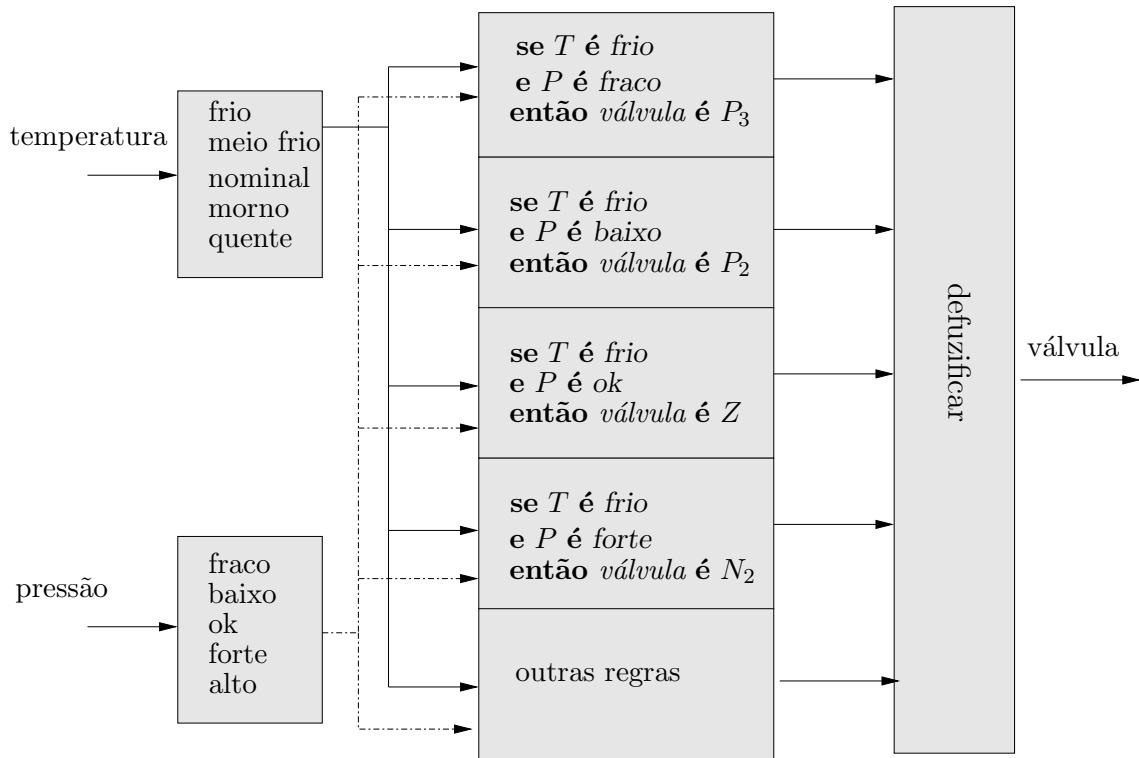 temperatura
frio
meio frio
nominal
morno
quente
pressão
fraco
baixo
ok
forte
alto
se T é frio
e P é fraco
então válvula é P₃
se T é frio
e P é baixo
então válvula é P₂
se T é frio
e P é ok
então válvula é Z
se T é frio
e P é forte
então válvula é N₂
outras regras
defuzificar
válvula